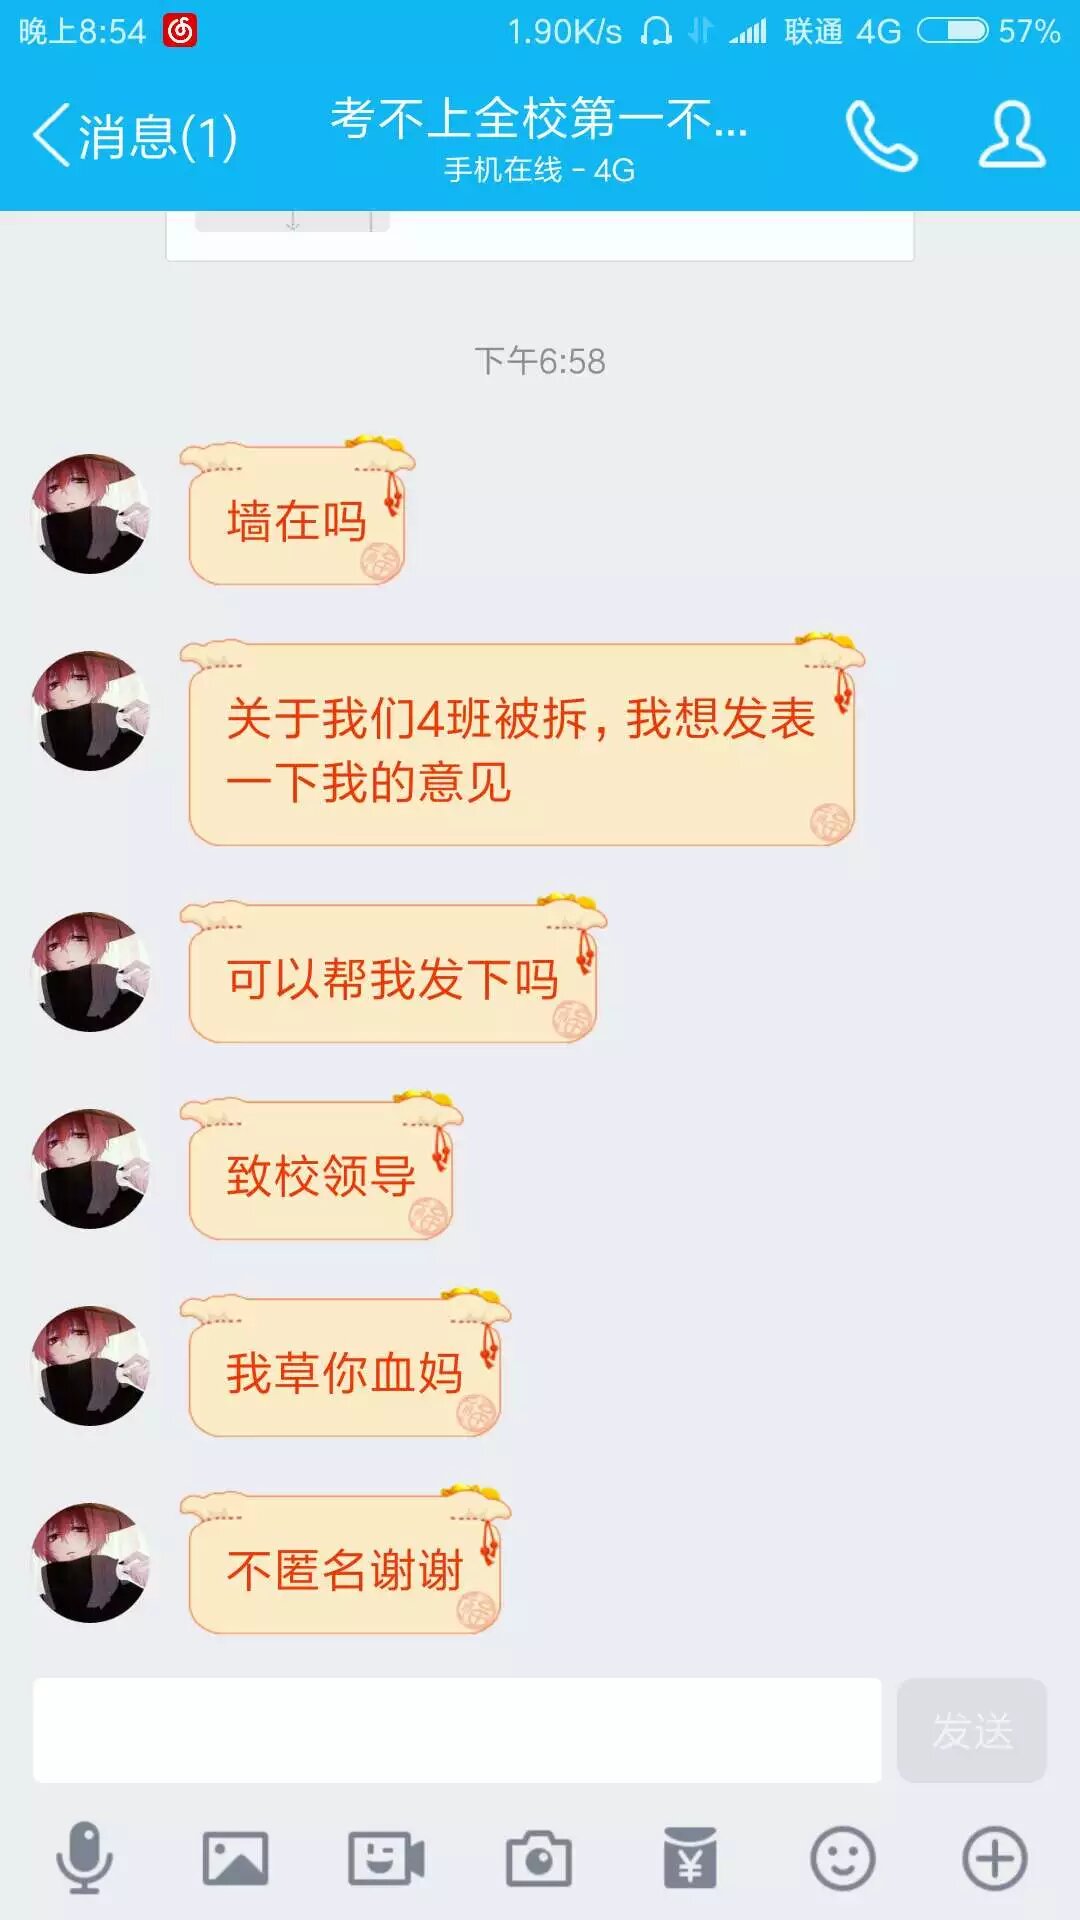 晚上8:54
1.90K/s
联通 4G
57%
消息(1)
考不上全校第一不...
手机在线 - 4G
下午6:58
墙在吗
关于我们4班被拆，我想发表
一下我的意见
可以帮我发下吗
致校领导
我草你血妈
不匿名谢谢
发送